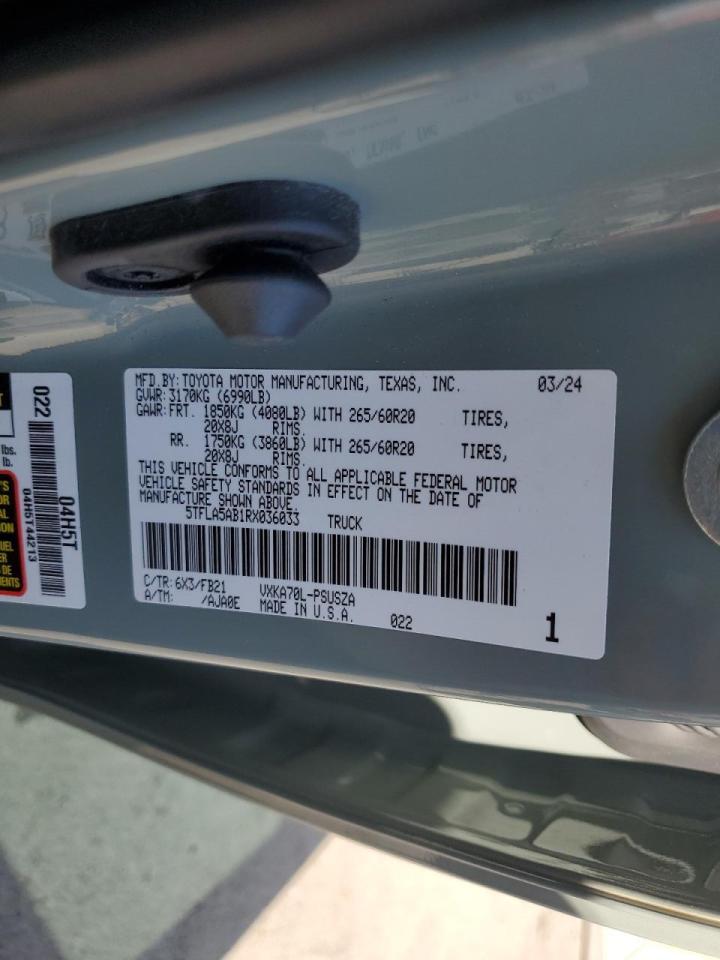 MFD.BY:TOYOTA MOTOR MANUFACTURING, TEXAS, INC. 03/24
GVWR:3170KG (6990LB)
GAWR:FRT. 1850KG (4080LB) WITH 265/60R20 TIRES,
20X8J RIMS.
RR. 1750KG (3860LB) WITH 265/60R20 TIRES,
20X8J RIMS.
THIS VEHICLE CONFORMS TO ALL APPLICABLE FEDERAL MOTOR
VEHICLE SAFETY STANDARDS IN EFFECT ON THE DATE OF
MANUFACTURE SHOWN ABOVE.
5TFLA5AB1RX036033 TRUCK
C/TR: 6X3/FB21 VXKA70L-PSUSZA
A/TM: /AJA0E MADE IN U.S.A. 022 1
022
04H5T
04H5T44213
lbs.
lb.